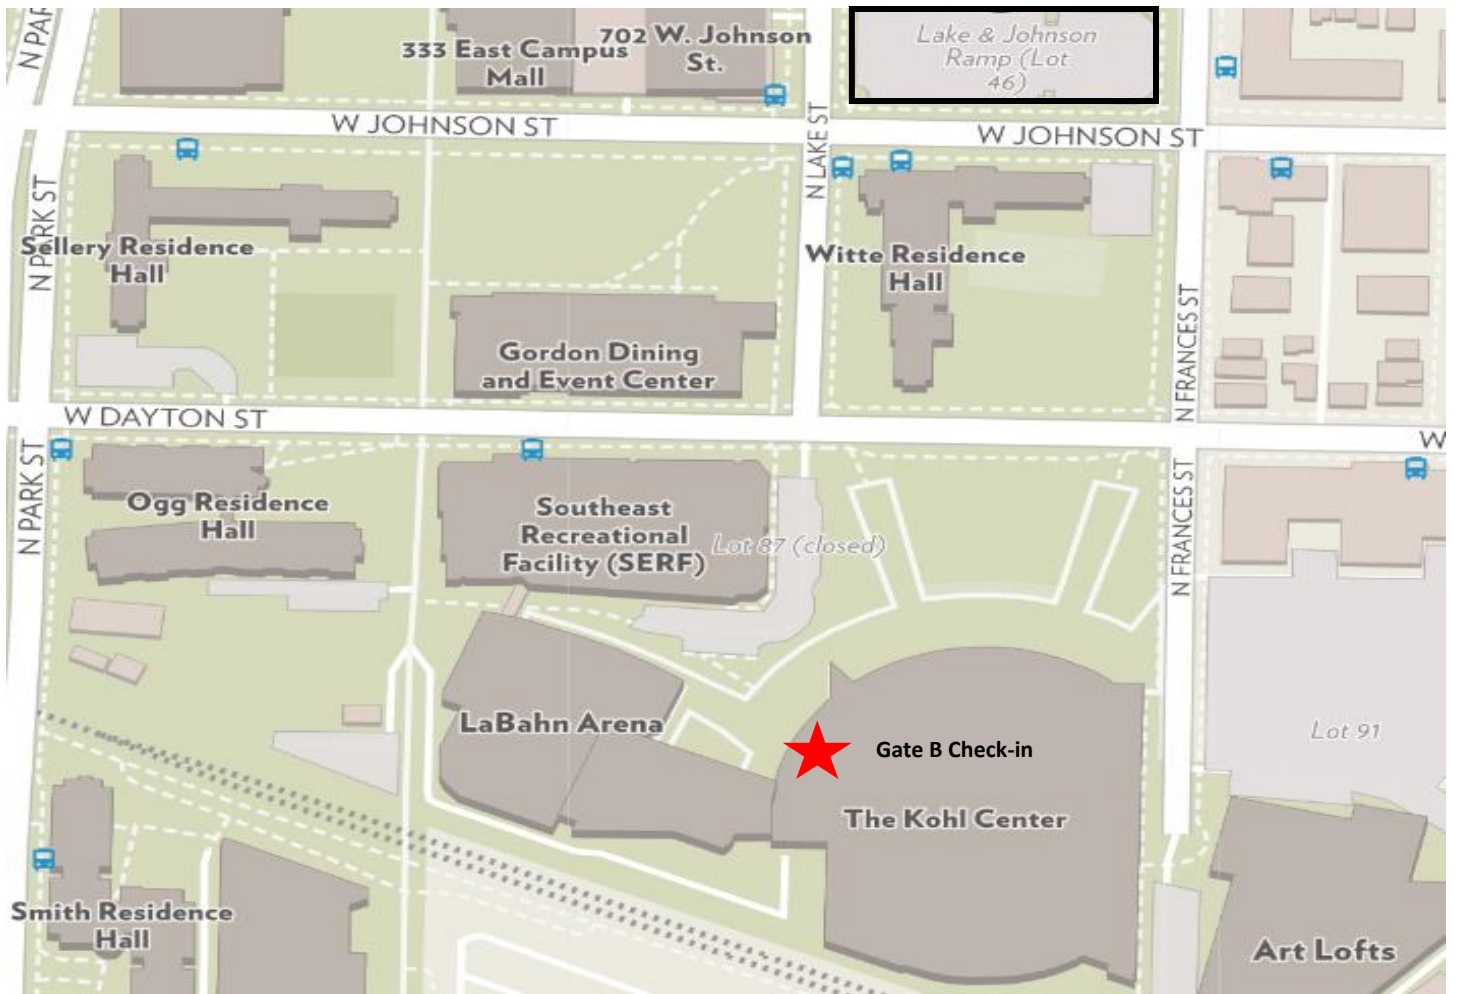 N PAR
333 East Campus
Mall
702 W. Johnson
St.
Lake & Johnson
Ramp (Lot
46)
W JOHNSON ST
W JOHNSON ST
N LAKE ST
N PARK ST
Sellery Residence
Hall
Witte Residence
Hall
N FRANCES ST
Gordon Dining
and Event Center
W DAYTON ST
W
N PARK ST
Ogg Residence
Hall
Southeast
Recreational
Facility (SERF)
Lot 87 (closed)
N FRANCES ST
LaBahn Arena
Gate B Check-in
Lot 91
The Kohl Center
Smith Residence
Hall
Art Lofts